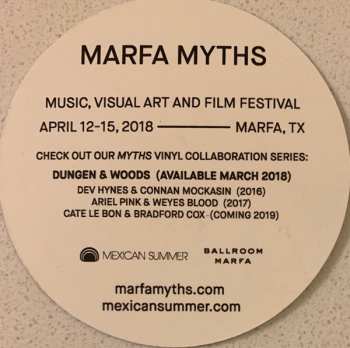 MARFA MYTHS
MUSIC, VISUAL ART AND FILM FESTIVAL
APRIL 12-15, 2018 ——— MARFA, TX
CHECK OUT OUR MYTHS VINYL COLLABORATION SERIES:
DUNGEN & WOODS (AVAILABLE MARCH 2018)
DEV HYNES & CONNAN MOCKASIN (2016)
ARIEL PINK & WEYES BLOOD (2017)
CATE LE BON & BRADFORD COX (COMING 2019)
MEXICAN SUMMER
BALLROOM
MARFA
marfamyths.com
mexicansummer.com